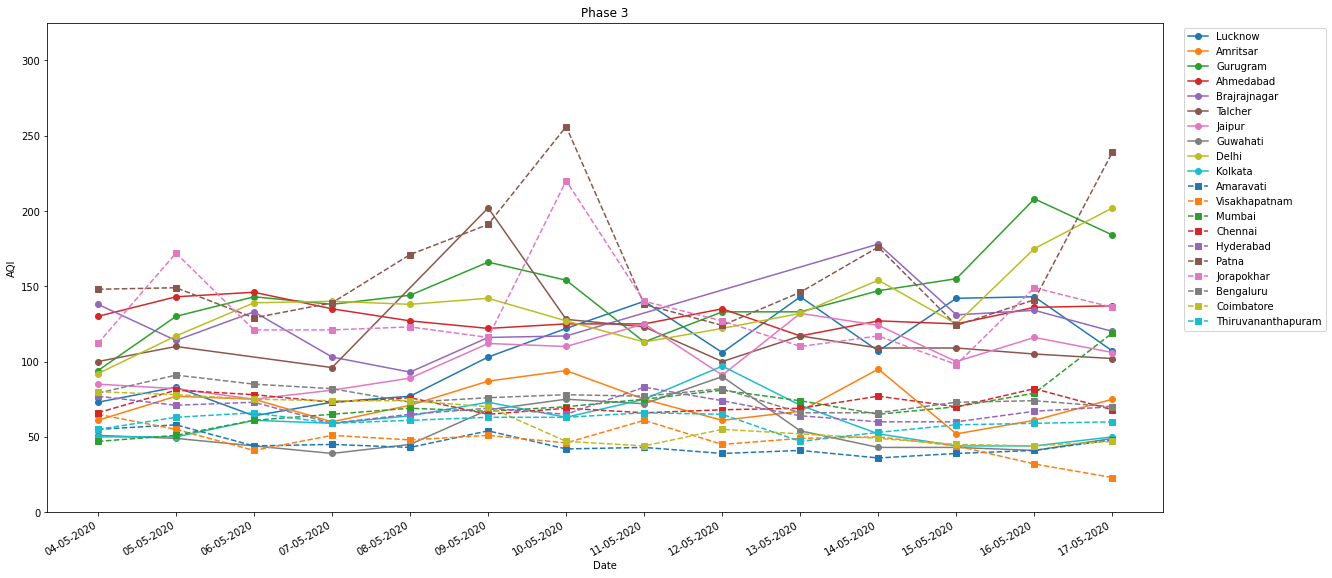 Phase 3
AQI
300
250
200
150
100
50
0
04-05-2020
05-05-2020
06-05-2020
07-05-2020
08-05-2020
09-05-2020
10-05-2020
11-05-2020
12-05-2020
13-05-2020
14-05-2020
15-05-2020
16-05-2020
17-05-2020
Date
Lucknow
Amritsar
Gurugram
Ahmedabad
Brajrajnagar
Talcher
Jaipur
Guwahati
Delhi
Kolkata
Amaravati
Visakhapatnam
Mumbai
Chennai
Hyderabad
Patna
Jorapokhar
Bengaluru
Coimbatore
Thiruvananthapuram